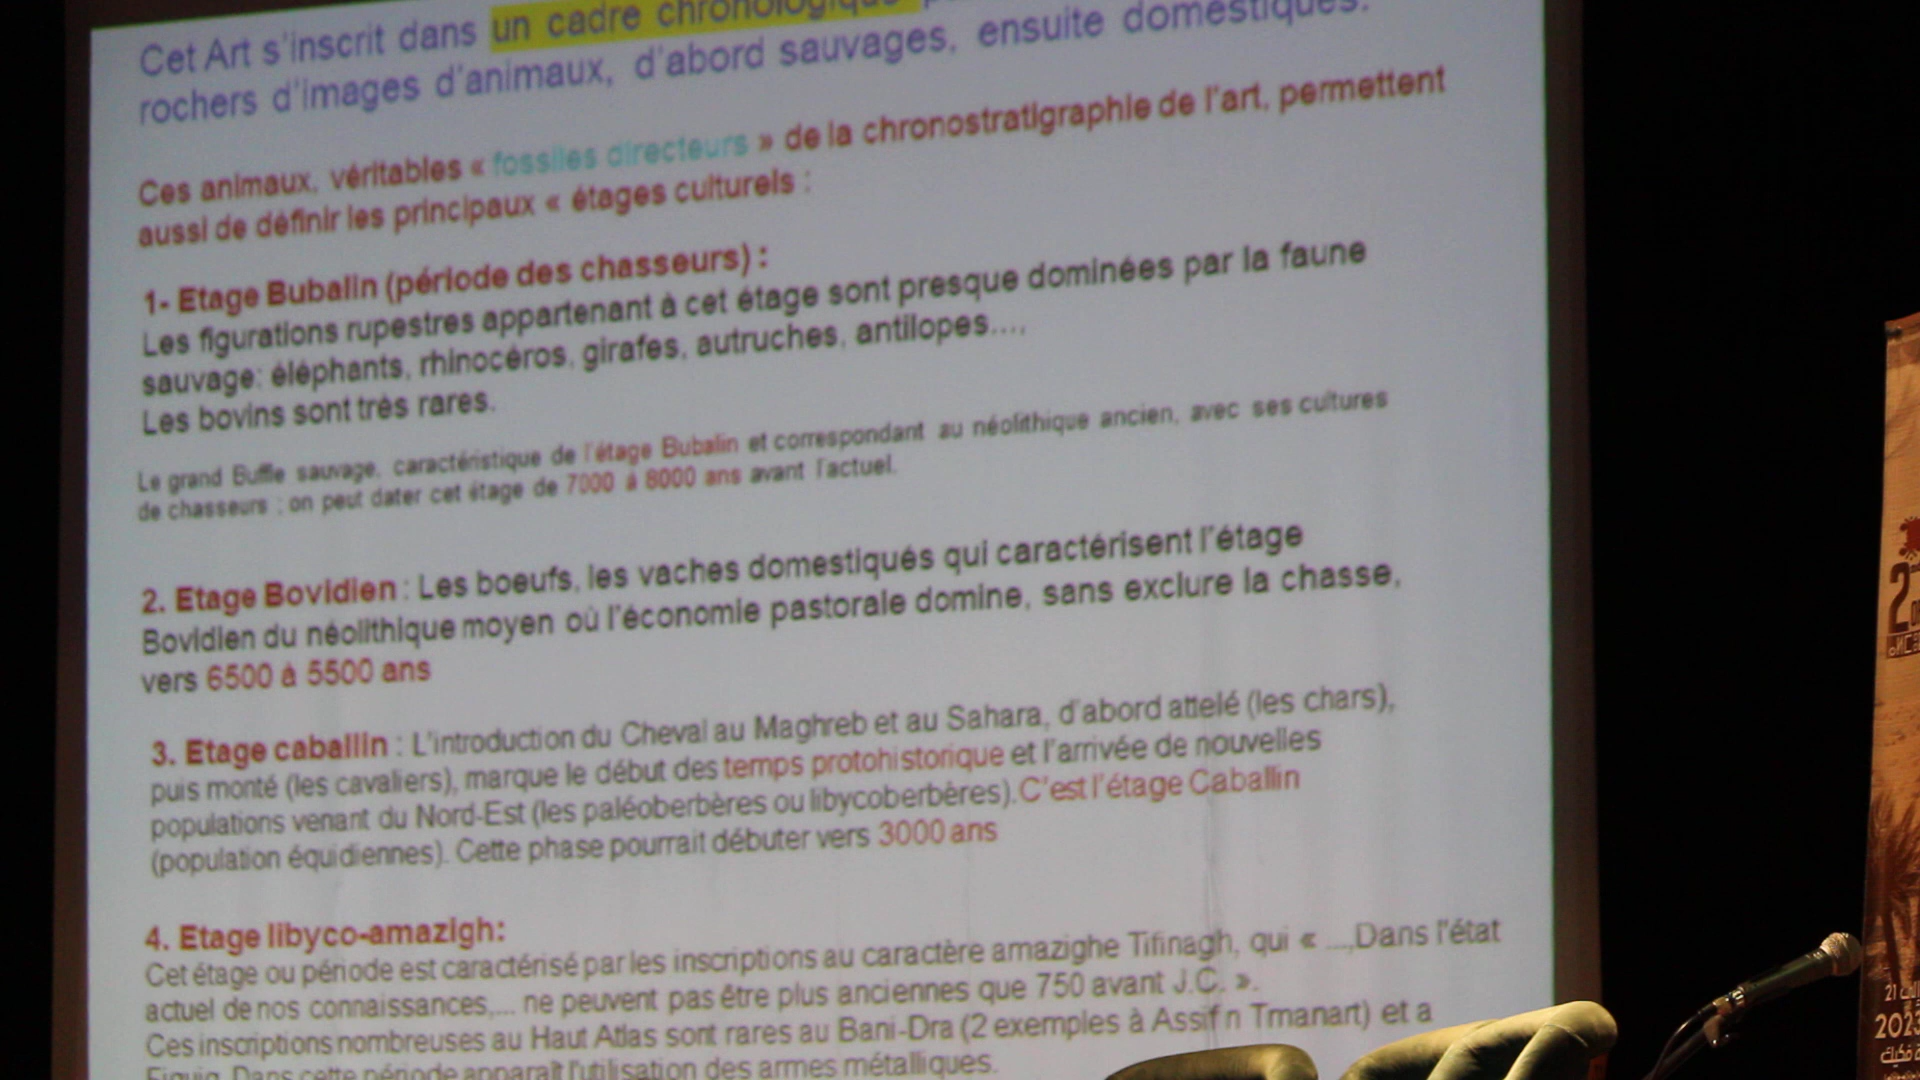 Cet Art s'inscrit dans un cadre chronologique
rochers d'images d'animaux, d'abord sauvages, ensuite domestiques.
Ces animaux, véritables « fossiles directeurs » de la chronostratigraphie de l'art, permettent
aussi de définir les principaux « étages culturels :
1- Etage Bubalin (période des chasseurs) :
Les figurations rupestres appartenant à cet étage sont presque dominées par la faune
sauvage: éléphants, rhinocéros, girafes, autruches, antilopes...,
Les bovins sont très rares.
Le grand Buffle sauvage, caractéristique de l'étage Bubalin et correspondant au néolithique ancien, avec ses cultures
de chasseurs : on peut dater cet étage de 7000 à 8000 ans avant l'actuel.
2. Etage Bovidien : Les boeufs, les vaches domestiqués qui caractérisent l'étage
Bovidien du néolithique moyen où l'économie pastorale domine, sans exclure la chasse,
vers 6500 à 5500 ans
3. Etage caballin : L'introduction du Cheval au Maghreb et au Sahara, d'abord attelé (les chars),
puis monté (les cavaliers), marque le début des temps protohistorique et l'arrivée de nouvelles
populations venant du Nord-Est (les paléoberbères ou libycoberbères). C'est l'étage Caballin
(population équidiennes). Cette phase pourrait débuter vers 3000 ans
4. Etage libyco-amazigh:
Cet étage ou période est caractérisé par les inscriptions au caractère amazighe Tifinagh, qui « ...,Dans l'état
actuel de nos connaissances,... ne peuvent pas être plus anciennes que 750 avant J.C. ».
Ces inscriptions nombreuses au Haut Atlas sont rares au Bani-Dra (2 exemples à Assif n Tmanart) et a
Figuig. Dans cette période apparaît l'utilisation des armes métalliques.
2
21
2023